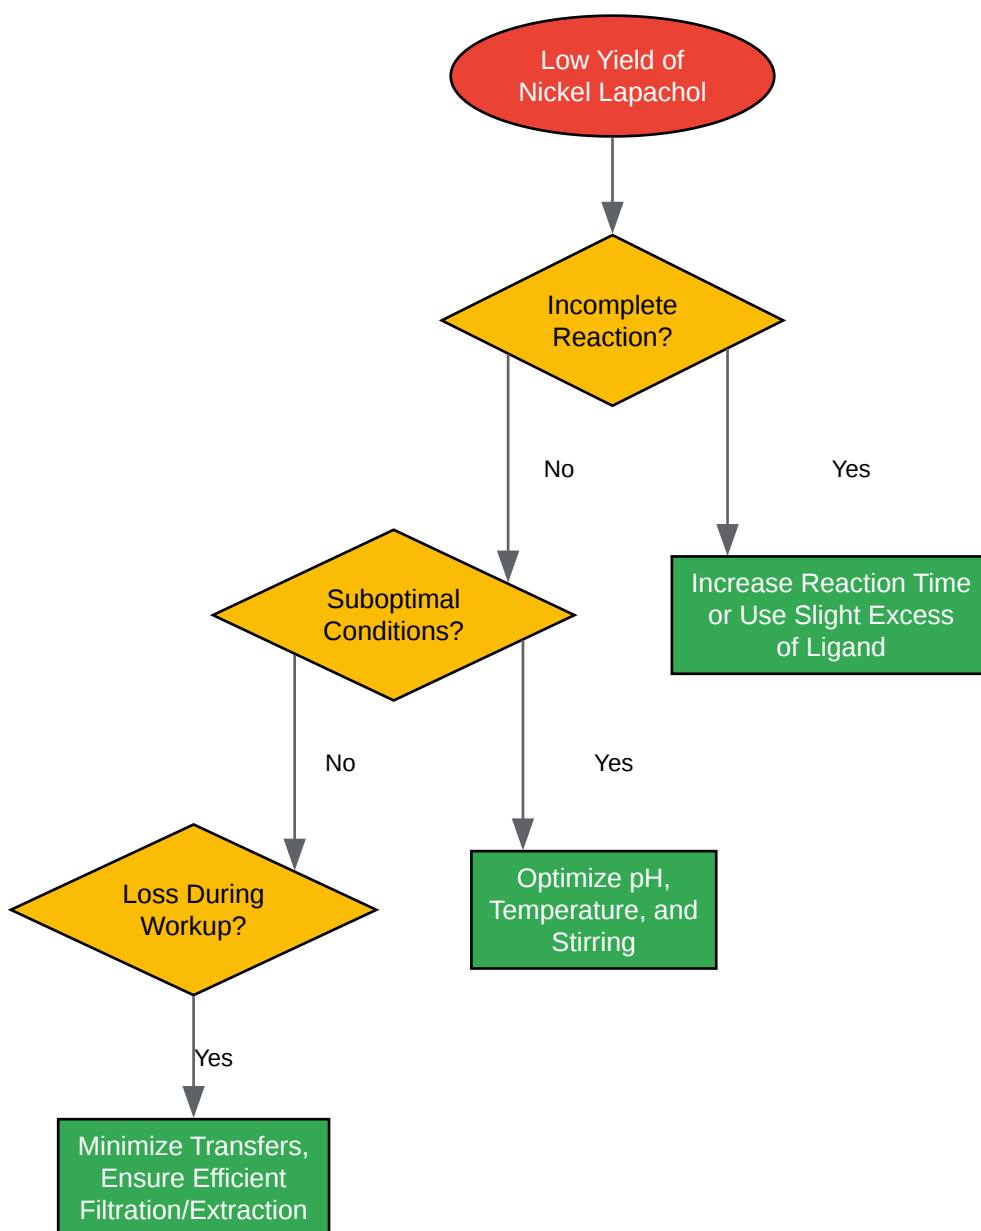 Low Yield of
Nickel Lapachol
Incomplete
Reaction?
No
Yes
Suboptimal
Conditions?
Increase Reaction Time
or Use Slight Excess
of Ligand
No
Yes
Loss During
Workup?
Optimize pH,
Temperature, and
Stirring
Yes
Minimize Transfers,
Ensure Efficient
Filtration/Extraction